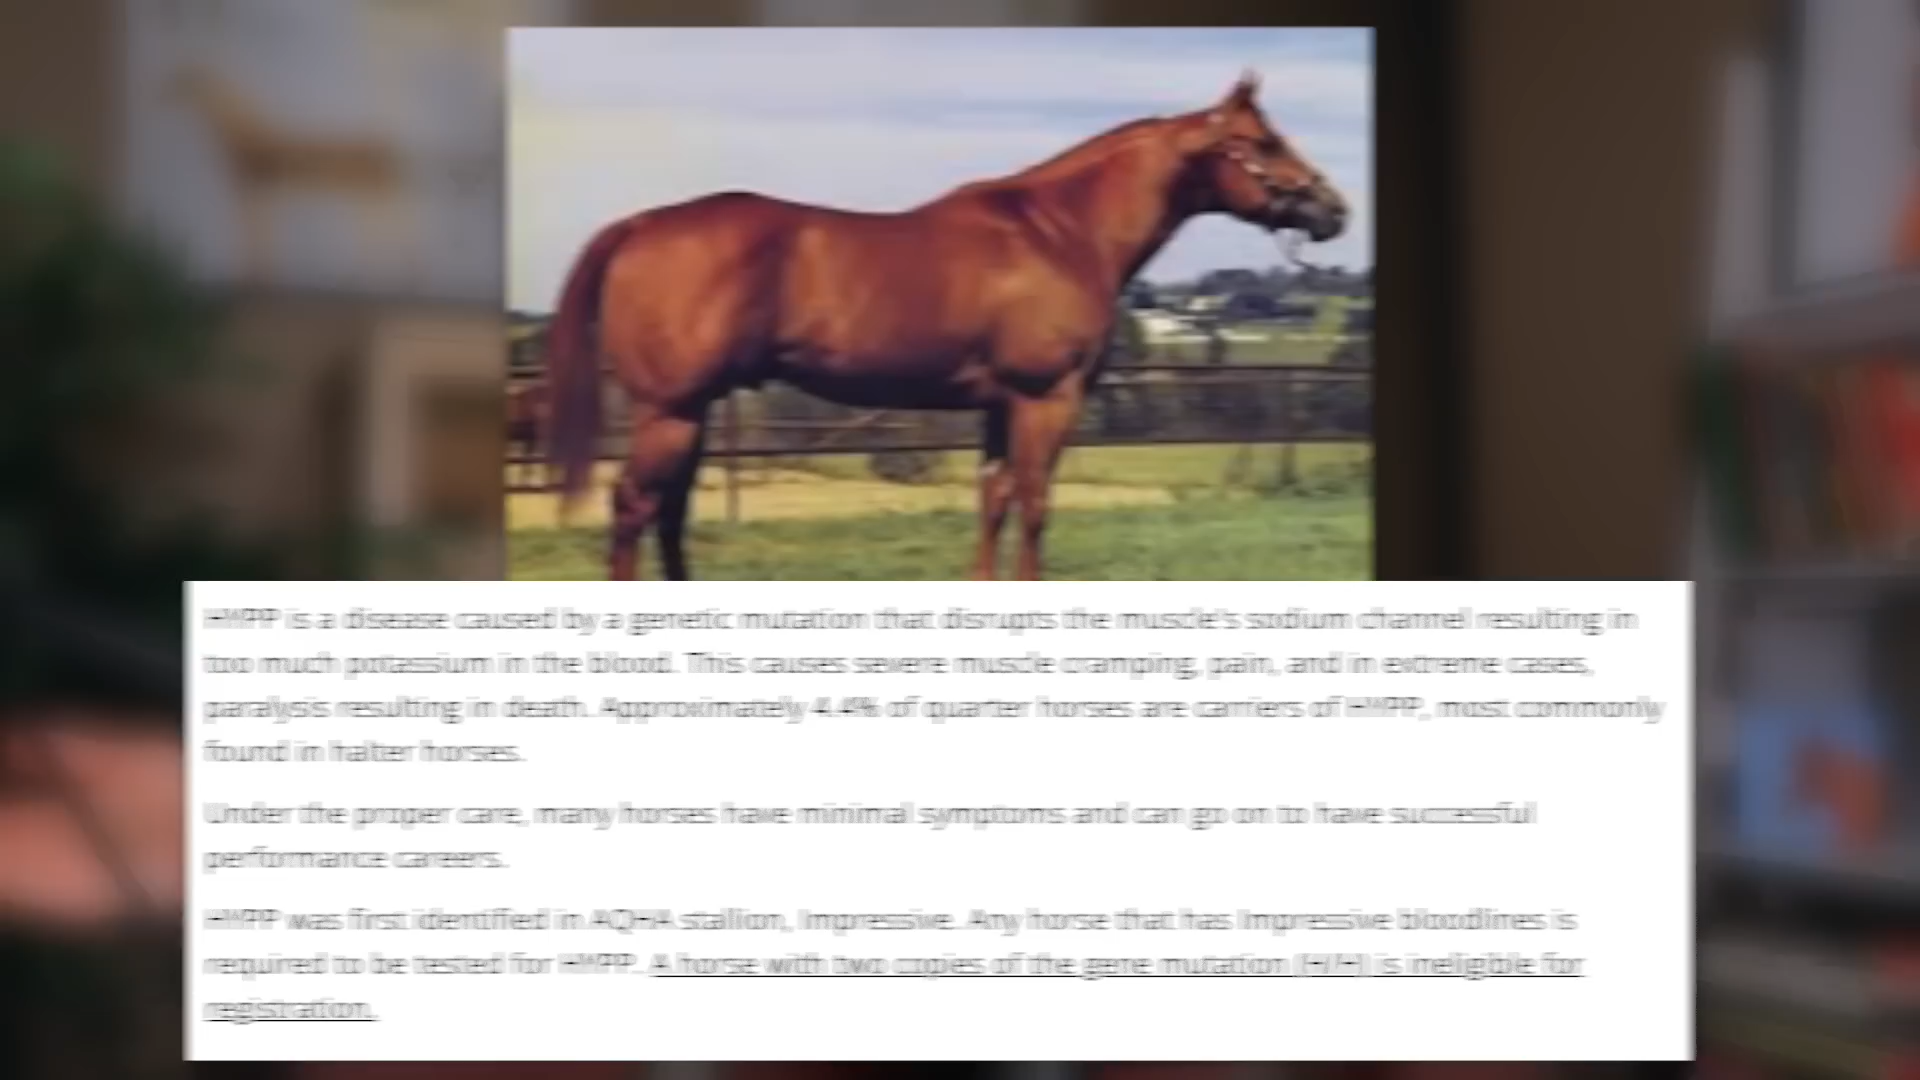 HYPP is a disease caused by a genetic mutation that disrupts the muscle's sodium channel resulting in
too much potassium in the blood. This causes severe muscle cramping, pain, and in extreme cases,
paralysis resulting in death. Approximately 4.4% of quarter horses are carriers of HYPP, most commonly
found in halter horses.
Under the proper care, many horses have minimal symptoms and can go on to have successful
performance careers.
HYPP was first identified in AQHA stallion, Impressive. Any horse that has Impressive bloodlines is
required to be tested for HYPP. A horse with two copies of the gene mutation (H/H) is ineligible for
registration.